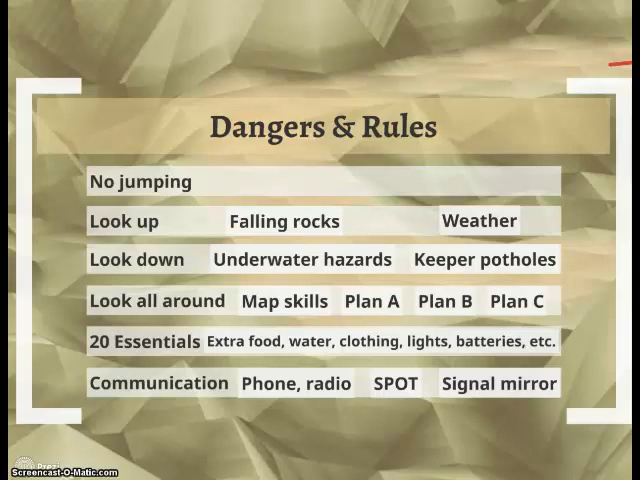 Dangers & Rules
No jumping
Look up Falling rocks Weather
Look down Underwater hazards Keeper potholes
Look all around Map skills Plan A Plan B Plan C
20 Essentials Extra food, water, clothing, lights, batteries, etc.
Communication Phone, radio SPOT Signal mirror
Prezi
Screencast-O-Matic.com